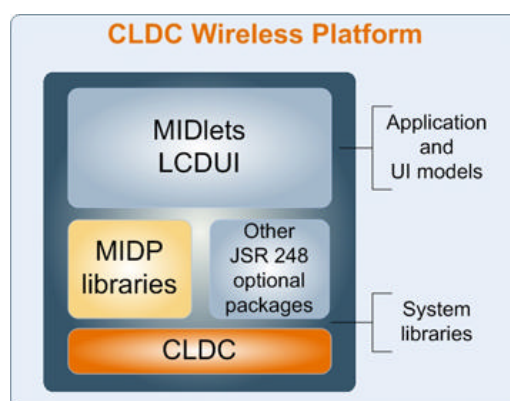 CLDC Wireless Platform
MIDlets
LCDUI
Application
and
UI models
MIDP
libraries
Other
JSR 248
optional
packages
System
libraries
CLDC